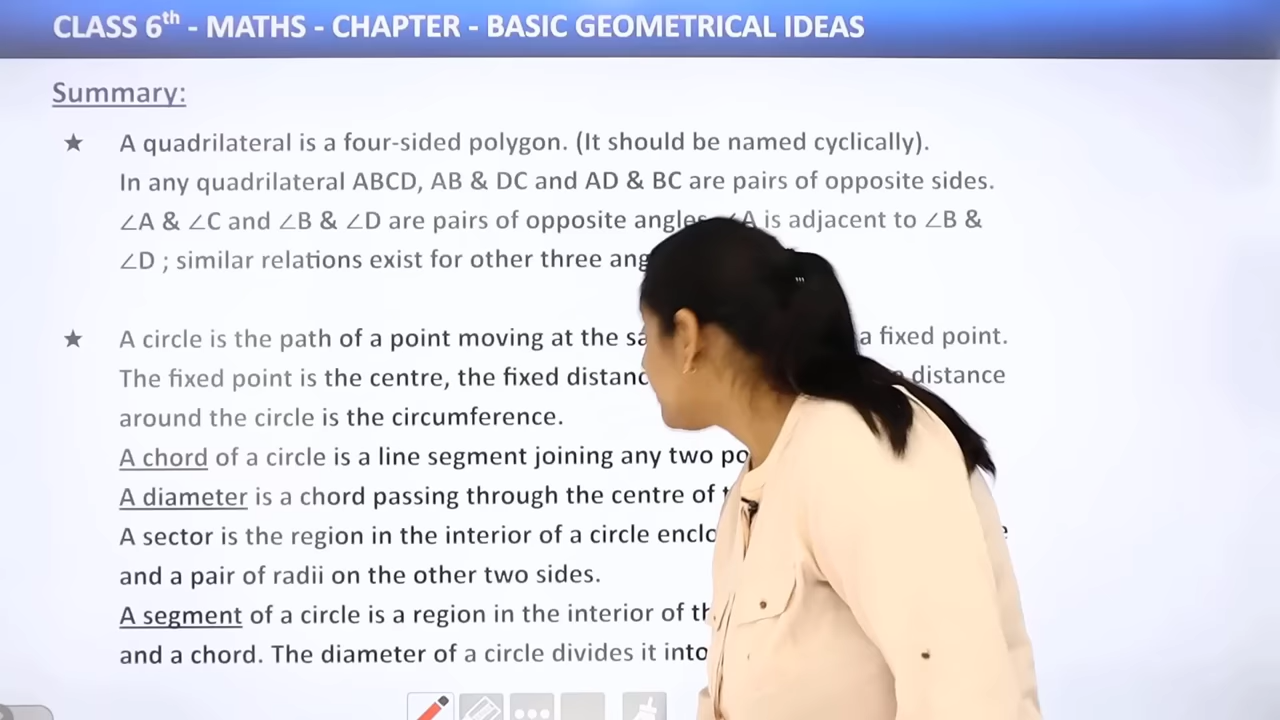 CLASS 6th - MATHS - CHAPTER - BASIC GEOMETRICAL IDEAS
Summary:
★ A quadrilateral is a four-sided polygon. (It should be named cyclically).
In any quadrilateral ABCD, AB & DC and AD & BC are pairs of opposite sides.
∠A & ∠C and ∠B & ∠D are pairs of opposite angles. ∠A is adjacent to ∠B &
∠D ; similar relations exist for other three
★ A circle is the path of a point moving at the a fixed point.
The fixed point is the centre, the fixed distance
around the circle is the circumference.
A chord of a circle is a line segment joining any two
A diameter is a chord passing through the centre of
A sector is the region in the interior of a circle
and a pair of radii on the other two sides.
A segment of a circle is a region in the interior of
and a chord. The diameter of a circle divides it into